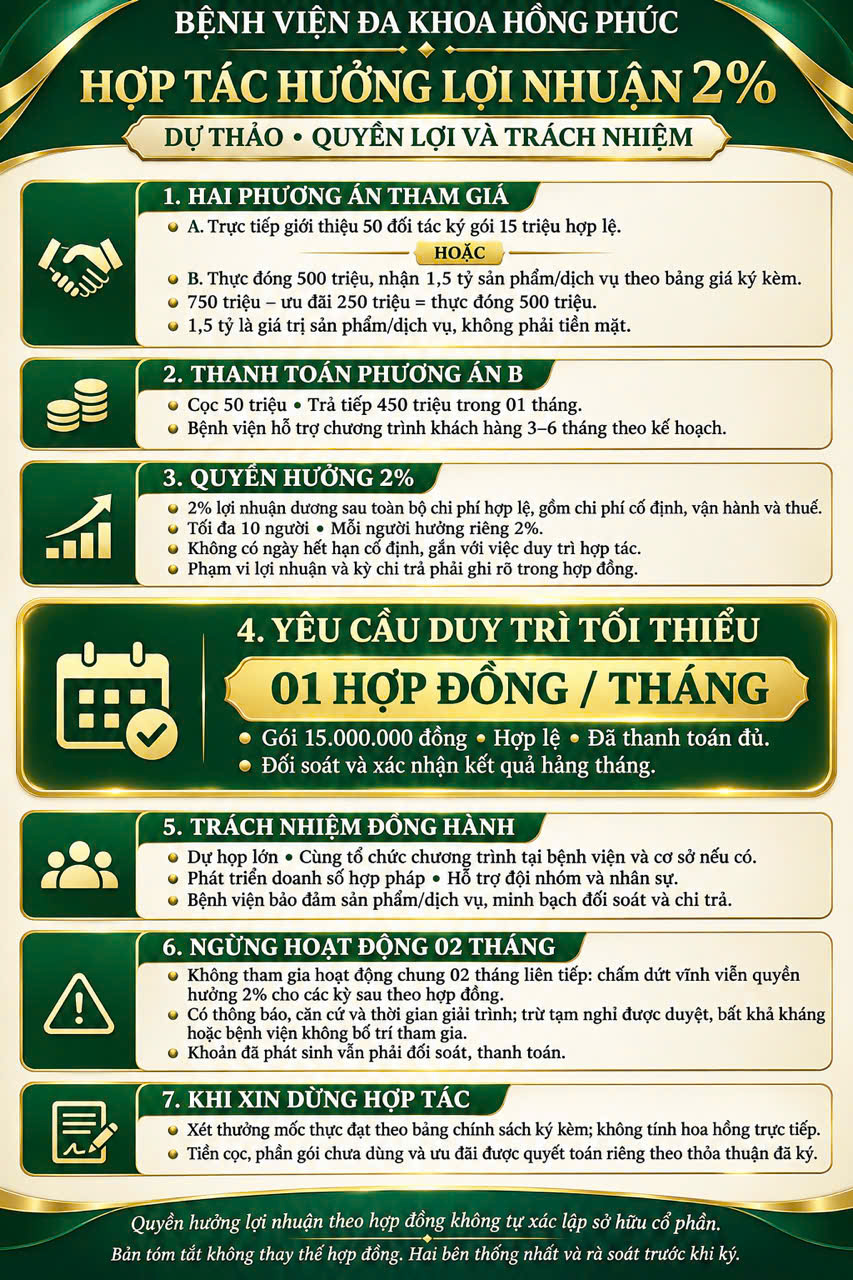 BỆNH VIỆN ĐA KHOA HỒNG PHÚC
HỢP TÁC HƯỞNG LỢI NHUẬN 2%
DỰ THẢO • QUYỀN LỢI VÀ TRÁCH NHIỆM
1. HAI PHƯƠNG ÁN THAM GIÁ
A. Trực tiếp giới thiệu 50 đối tác ký gói 15 triệu hợp lệ.
HOẶC
B. Thực đóng 500 triệu, nhận 1,5 tỷ sản phẩm/dịch vụ theo bảng giá ký kèm.
750 triệu – ưu đãi 250 triệu = thực đóng 500 triệu.
1,5 tỷ là giá trị sản phẩm/dịch vụ, không phải tiền mặt.
2. THANH TOÁN PHƯƠNG ÁN B
Cọc 50 triệu • Trả tiếp 450 triệu trong 01 tháng.
Bệnh viện hỗ trợ chương trình khách hàng 3–6 tháng theo kế hoạch.
3. QUYỀN HƯỞNG 2%
2% lợi nhuận dương sau toàn bộ chi phí hợp lệ, gồm chi phí cố định, vận hành và thuế.
Tối đa 10 người • Mỗi người hưởng riêng 2%.
Không có ngày hết hạn cố định, gắn với việc duy trì hợp tác.
Phạm vi lợi nhuận và kỳ chi trả phải ghi rõ trong hợp đồng.
4. YÊU CẦU DUY TRÌ TỐI THIỂU
01 HỢP ĐỒNG / THÁNG
Gói 15.000.000 đồng • Hợp lệ • Đã thanh toán đủ.
Đối soát và xác nhận kết quả hảng tháng.
5. TRÁCH NHIỆM ĐỒNG HÀNH
Dự họp lớn • Cùng tổ chức chương trình tại bệnh viện và cơ sở nếu có.
Phát triển doanh số hợp pháp • Hỗ trợ đội nhóm và nhân sự.
Bệnh viện bảo đảm sản phẩm/dịch vụ, minh bạch đối soát và chi trả.
6. NGỪNG HOẠT ĐỘNG 02 THÁNG
Không tham gia hoạt động chung 02 tháng liên tiếp: chấm dứt vĩnh viễn quyền
hưởng 2% cho các kỳ sau theo hợp đồng.
Có thông báo, căn cứ và thời gian giải trình; trừ tạm nghỉ được duyệt, bất khả kháng
hoặc bệnh viện không bố trí tham gia.
Khoản đã phát sinh vẫn phải đối soát, thanh toán.
7. KHI XIN DỪNG HỢP TÁC
Xét thưởng mốc thực đạt theo bảng chính sách ký kèm; không tính hoa hồng trực tiếp.
Tiền cọc, phần gói chưa dùng và ưu đãi được quyết toán riêng theo thỏa thuận đã ký.
Quyền hưởng lợi nhuận theo hợp đồng không tự xác lập sở hữu cổ phần.
Bản tóm tắt không thay thế hợp đồng. Hai bên thống nhất và rà soát trước khi ký.